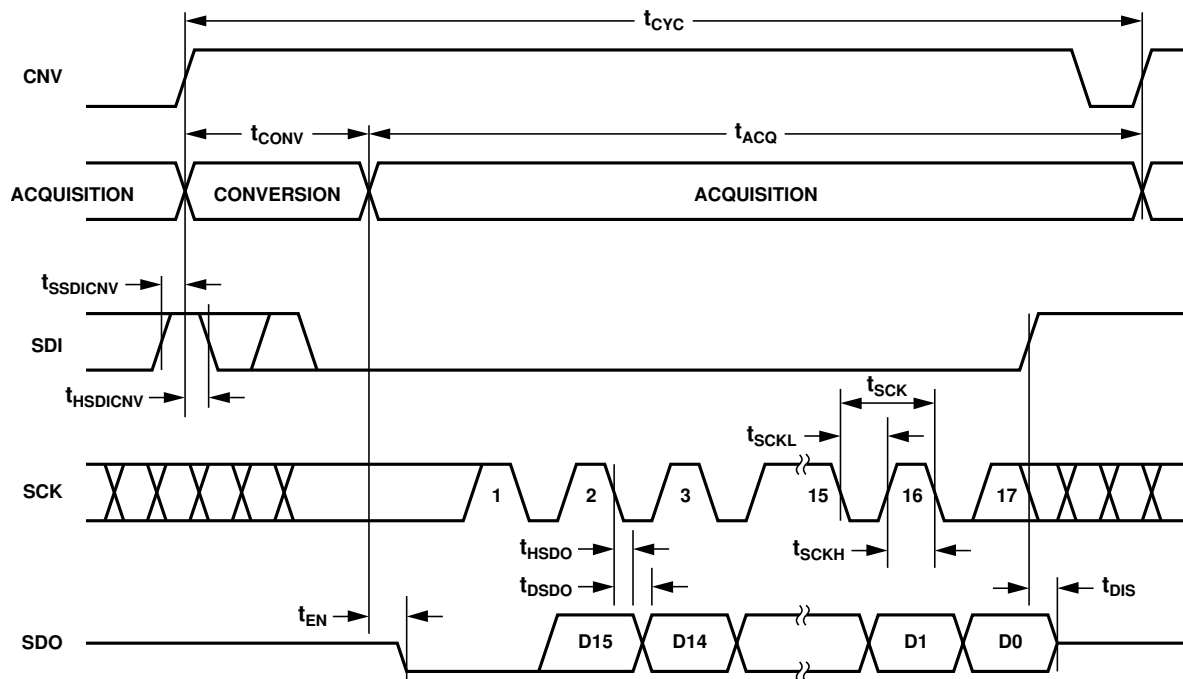 tCYC
CNV
tCONV
tACQ
ACQUISITION
CONVERSION
ACQUISITION
tSSDICNV
SDI
tHSDICNV
tSCK
tSCKL
SCK
1
2
3
15
16
17
tHSDO
tSCKH
tDSDO
tDIS
tEN
SDO
D15
D14
D1
D0